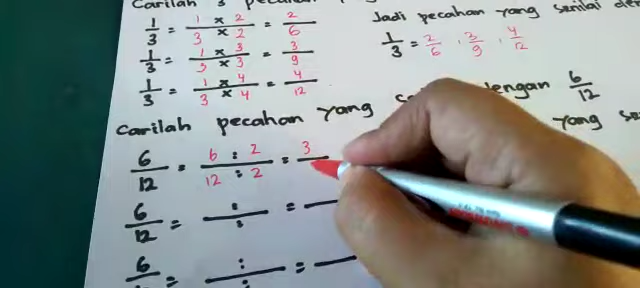 Carilah 3 pecahan yang
1/3 = 1 x 2 / 3 x 2 = 2/6
1/3 = 1 x 3 / 3 x 3 = 3/9
1/3 = 1 x 4 / 3 x 4 = 4/12
Jadi pecahan yang senilai
1/3 = 2/6 , 3/9 , 4/12
Carilah pecahan yang dengan 6/12
6/12 = 6 : 2 / 12 : 2 = 3
yang
6/12 = : / : =
6/ = : / : =